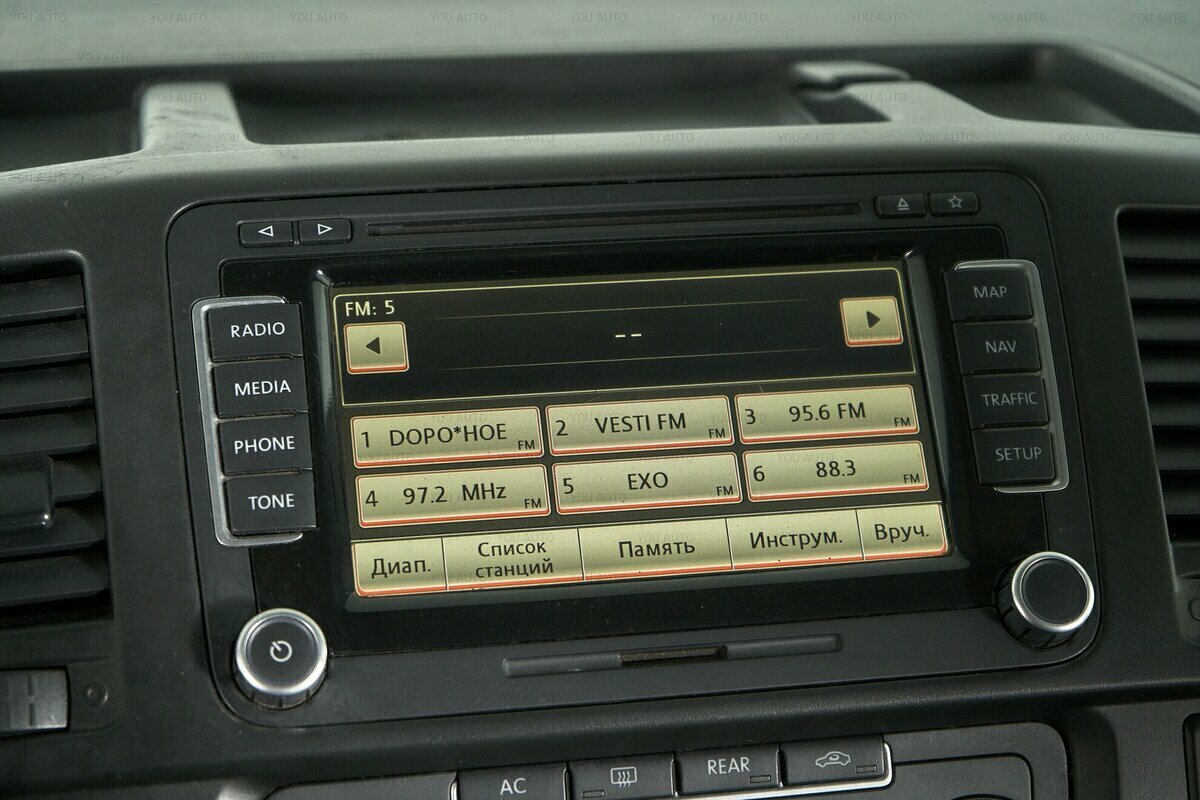 YOU AUTO
FM: 5
--
1 DOPO*HOE FM
2 VESTI FM FM
3 95.6 FM FM
4 97.2 MHz FM
5 EXO FM
6 88.3 FM
Диап.
Список
станций
Память
Инструм.
Вруч.
RADIO
MEDIA
PHONE
TONE
MAP
NAV
TRAFFIC
SETUP
AC
REAR